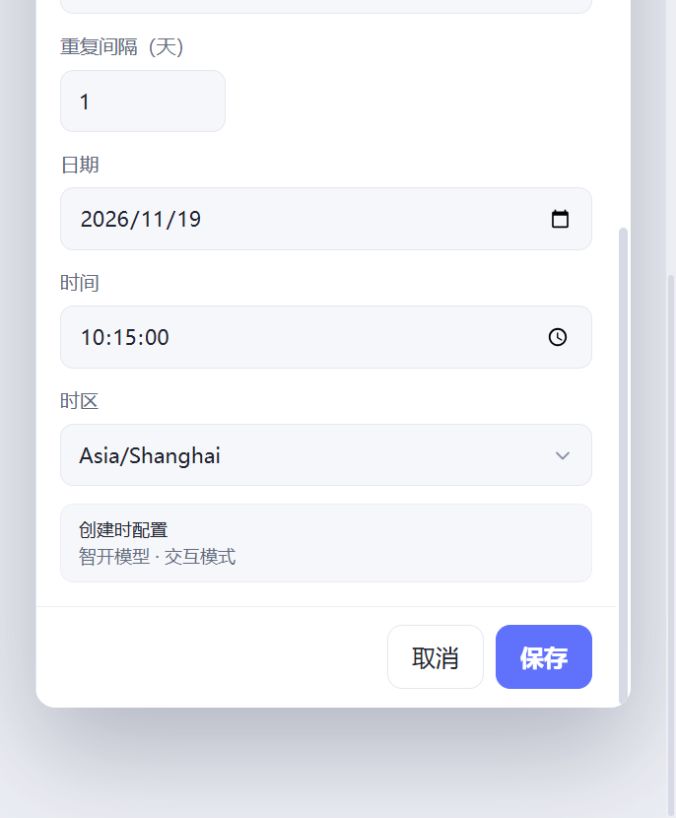 重复间隔（天）
1
日期
2026/11/19
时间
10:15:00
时区
Asia/Shanghai
创建时配置
智开模型 · 交互模式
取消
保存